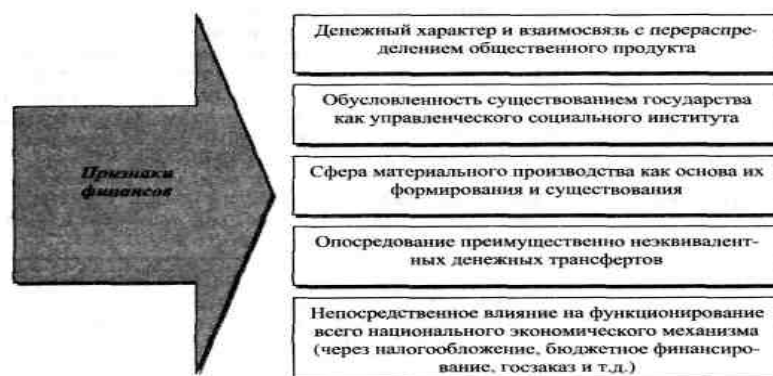 Денежный характер и взаимосвязь с перераспре-
делением общественного продукта
Обусловленность существованием государства
как управленческого социального института
Признаки
финансов
Сфера материального производства как основа их
формирования и существования
Опосредование преимущественно неэквивалент-
ных денежных трансфертов
Непосредственное влияние на функционирование
всего национального экономического механизма
(через налогообложение, бюджетное финансиро-
вание, госзаказ и т.д.)